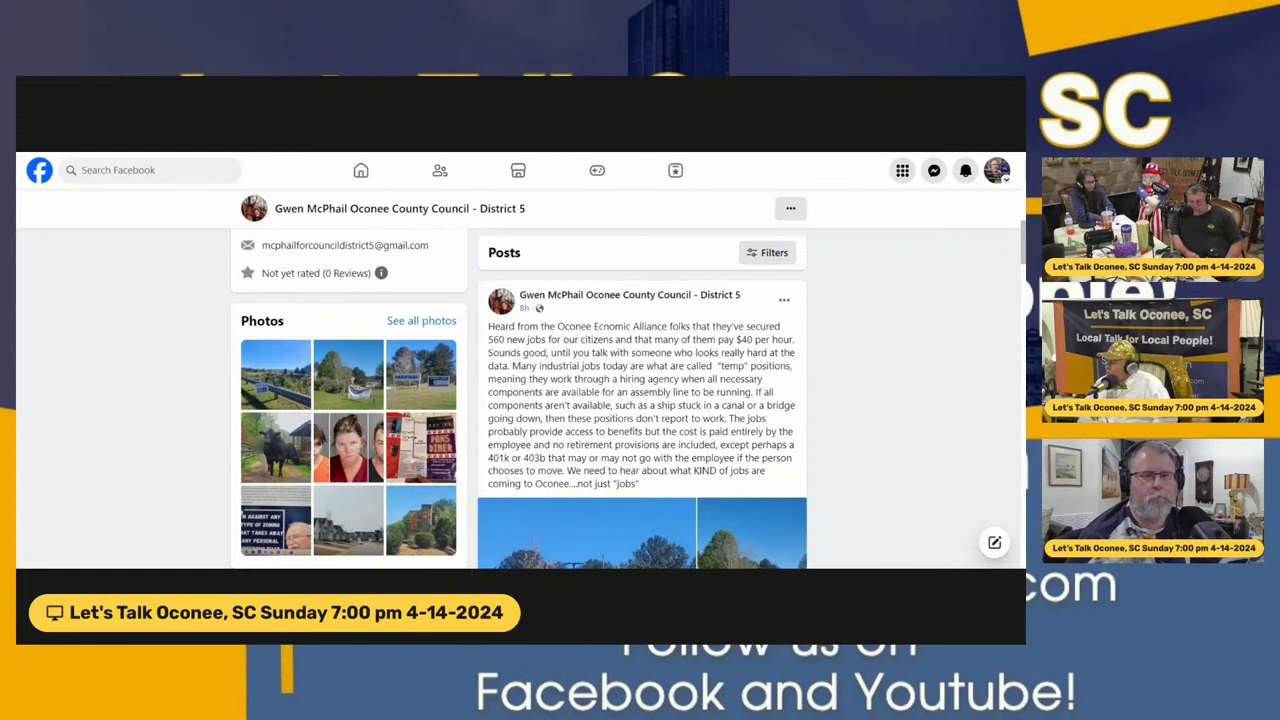 SC
Search Facebook
Gwen McPhail Oconee County Council - District 5
...
mcphailforcouncildistrict5@gmail.com
Not yet rated (0 Reviews)
Photos
See all photos
N AGAINST ANY
TYPE OF ZONING
HAT TAKES AWAY
ANY PERSONAL
Posts
Filters
Gwen McPhail Oconee County Council - District 5
8h
Heard from the Oconee Ecnomic Alliance folks that they've secured
560 new jobs for our citizens and that many of them pay $40 per hour.
Sounds good, until you talk with someone who looks really hard at the
data. Many industrial jobs today are what are called "temp" positions,
meaning they work through a hiring agency when all necessary
components are available for an assembly line to be running. If all
components aren't available, such as a ship stuck in a canal or a bridge
going down, then these positions don't report to work. The jobs
probably provide access to benefits but the cost is paid entirely by the
employee and no retirement provisions are included, except perhaps a
401k or 403b that may or may not go with the employee if the person
chooses to move. We need to hear about what KIND of jobs are
coming to Oconee....not just "jobs"
Let's Talk Oconee, SC Sunday 7:00 pm 4-14-2024
Let's Talk Oconee, SC Sunday 7:00 pm 4-14-2024
Let's Talk Oconee, SC
Local Talk for Local People!
Let's Talk Oconee, SC Sunday 7:00 pm 4-14-2024
Let's Talk Oconee, SC Sunday 7:00 pm 4-14-2024
.com
Follow us on
Facebook and Youtube!